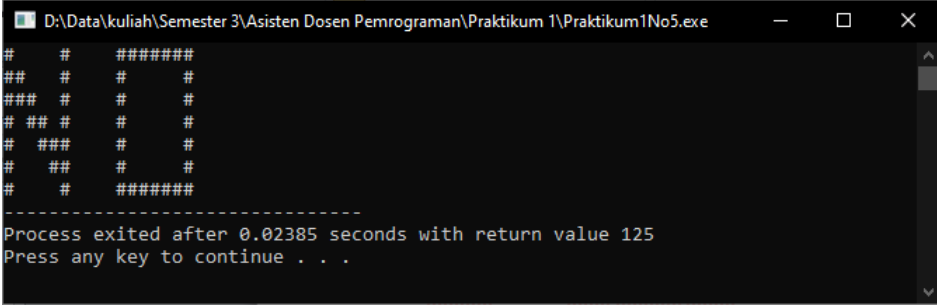 D:\Data\kuliah\Semester 3\Asisten Dosen Pemrograman\Praktikum 1\Praktikum1No5.exe
#    #    #######
##   #    #     #
###  #    #     #
# ## #    #     #
#  ###    #     #
#   ##    #     #
#    #    #######
--------------------------------
Process exited after 0.02385 seconds with return value 125
Press any key to continue . . .